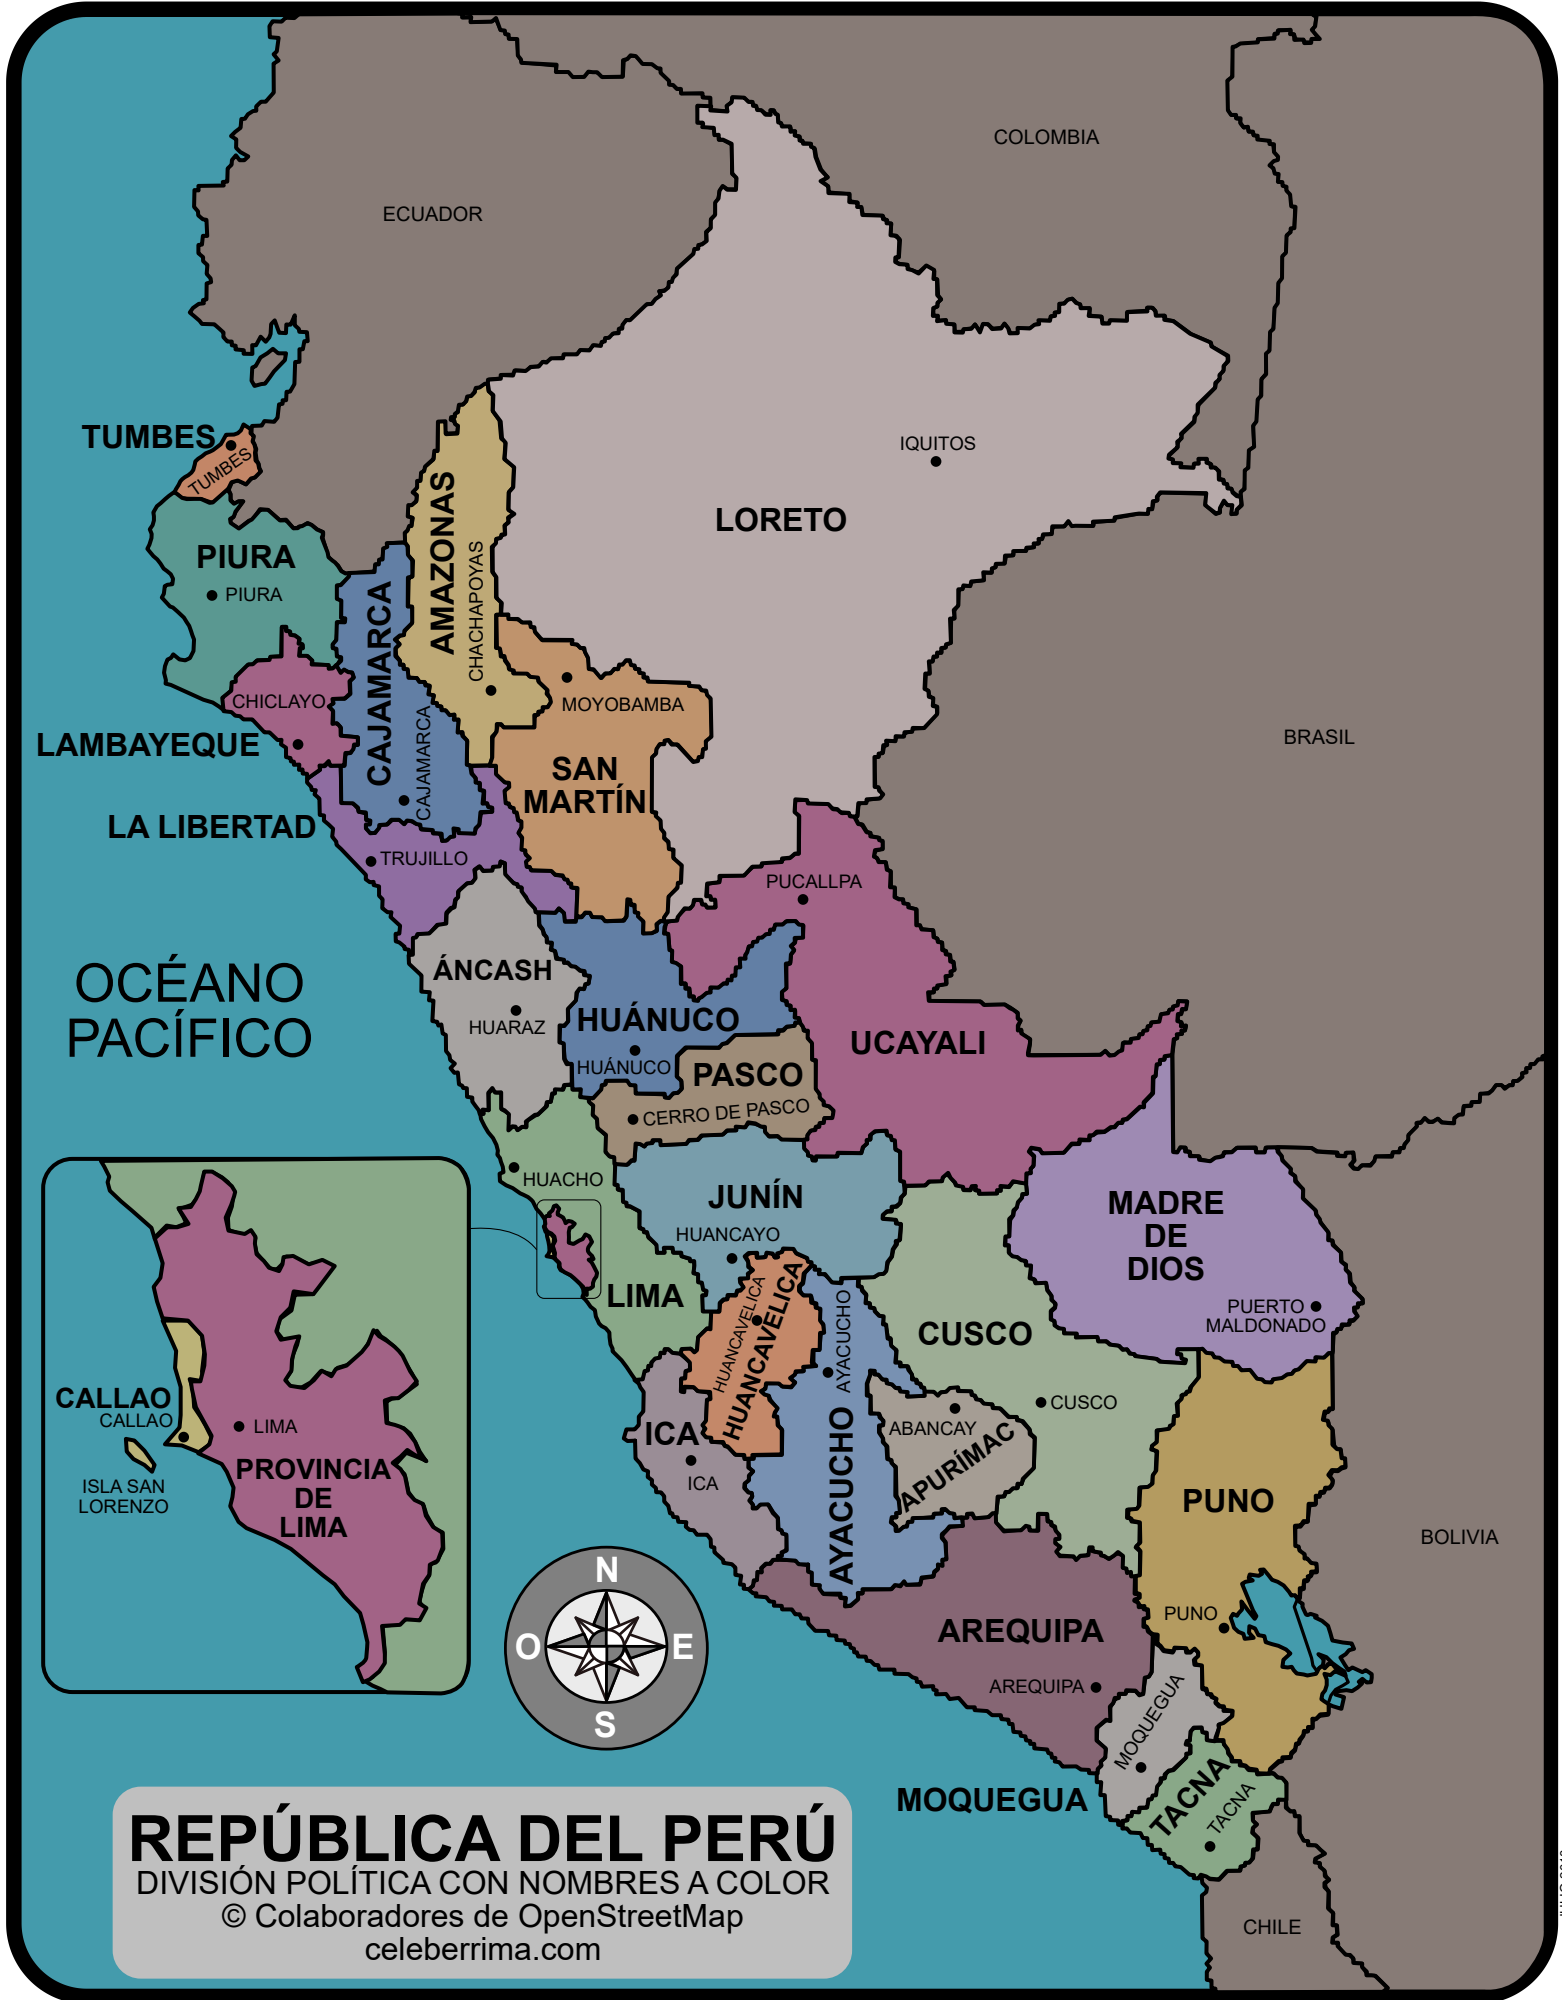 COLOMBIA
ECUADOR
TUMBES
TUMBES
IQUITOS
LORETO
AMAZONAS
CHACHAPOYAS
PIURA
PIURA
CAJAMARCA
CAJAMARCA
CHICLAYO
LAMBAYEQUE
MOYOBAMBA
SAN
MARTÍN
BRASIL
LA LIBERTAD
TRUJILLO
PUCALLPA
OCÉANO
PACÍFICO
ÁNCASH
HUARAZ
HUÁNUCO
HUÁNUCO
UCAYALI
PASCO
CERRO DE PASCO
HUACHO
JUNÍN
HUANCAYO
MADRE
DE
DIOS
PUERTO
MALDONADO
LIMA
HUANCAVELICA
HUANCAVELICA
AYACUCHO
AYACUCHO
CUSCO
CUSCO
ABANCAY
APURÍMAC
ICA
ICA
CALLAO
CALLAO
LIMA
ISLA SAN
LORENZO
PROVINCIA
DE
LIMA
PUNO
PUNO
BOLIVIA
N
O
E
S
AREQUIPA
AREQUIPA
MOQUEGUA
MOQUEGUA
TACNA
TACNA
CHILE
REPÚBLICA DEL PERÚ
DIVISIÓN POLÍTICA CON NOMBRES A COLOR
© Colaboradores de OpenStreetMap
celeberrima.com